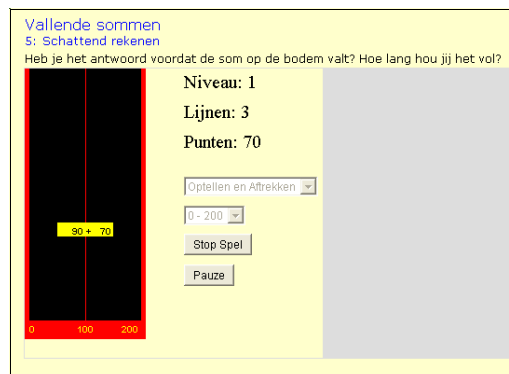 Vallende sommen
5: Schattend rekenen
Heb je het antwoord voordat de som op de bodem valt? Hoe lang hou jij het vol?
Niveau: 1
Lijnen: 3
Punten: 70
Optellen en Aftrekken
0 - 200
90 + 70
Stop Spel
Pauze
0 100 200